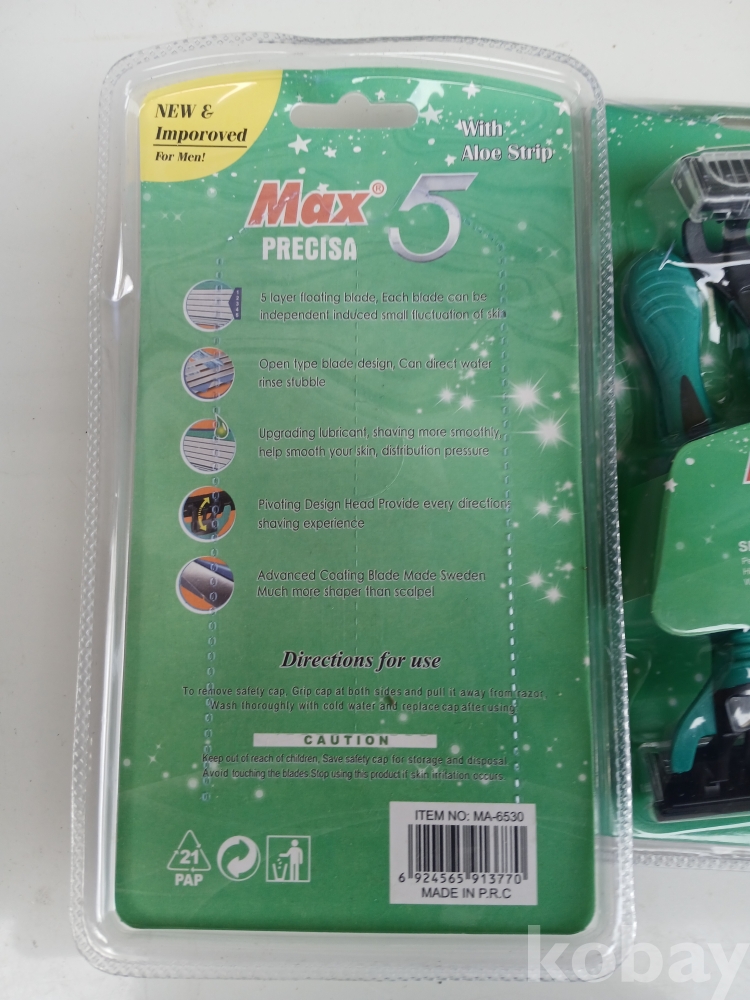 NEW &
Imporoved
For Men!
With
Aloe Strip
Max® 5
PRECISA
5 layer floating blade, Each blade can be
independent induced small fluctuation of skin
Open type blade design, Can direct water
rinse stubble
Upgrading lubricant, shaving more smoothly,
help smooth your skin, distribution pressure
Pivoting Design Head Provide every direction
shaving experience
Advanced Coating Blade Made Sweden
Much more shaper than scalpel
Directions for use
To remove safety cap, Grip cap at both sides and pull it away from razor,
Wash thoroughly with cold water and replace cap after using
CAUTION
Keep out of reach of children, Save safety cap for storage and disposal
Avoid touching the blades. Stop using this product it skin irritation occurs.
21
PAP
ITEM NO: MA-6530
6 924565 913770
MADE IN P.R.C
kobay